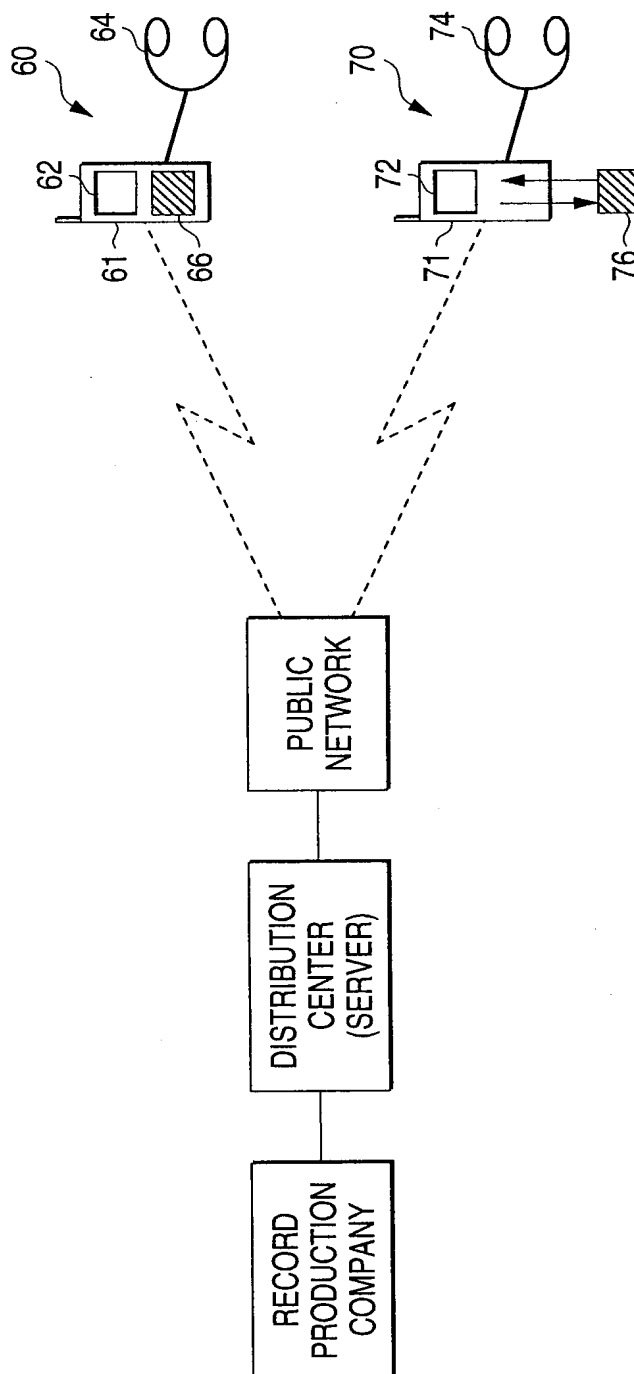 RECORD
PRODUCTION
COMPANY
DISTRIBUTION
CENTER
(SERVER)
PUBLIC
NETWORK
60
62
64
61
66
70
72
74
71
76